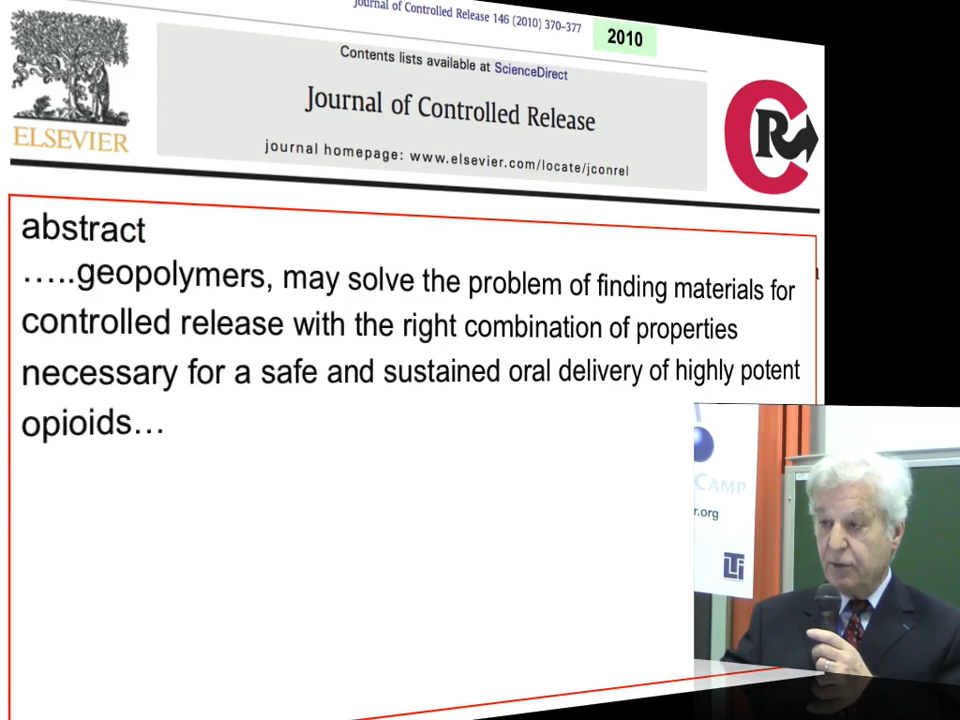 Journal of Controlled Release 146 (2010) 370–377
2010
Contents lists available at ScienceDirect
Journal of Controlled Release
journal homepage: www.elsevier.com/locate/jconrel
ELSEVIER
CR
abstract
…..geopolymers, may solve the problem of finding materials for
controlled release with the right combination of properties
necessary for a safe and sustained oral delivery of highly potent
opioids…
CAMP
r.org
LTi